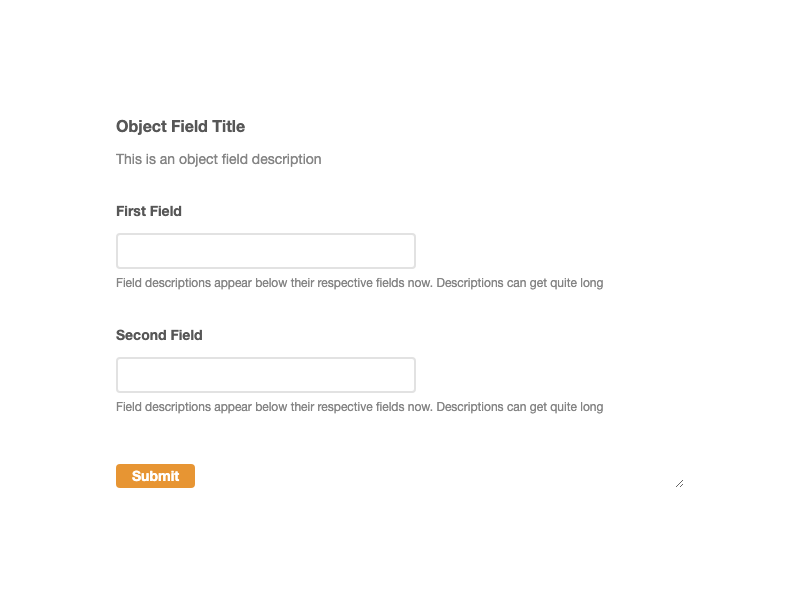 Object Field Title
This is an object field description
First Field
Field descriptions appear below their respective fields now. Descriptions can get quite long
Second Field
Field descriptions appear below their respective fields now. Descriptions can get quite long
Submit